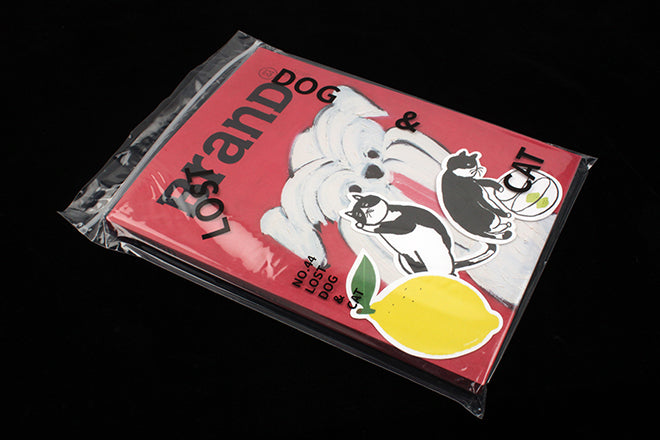 BranD
LOST
DOG
&
CAT
NO.44
LOST
DOG
& CAT